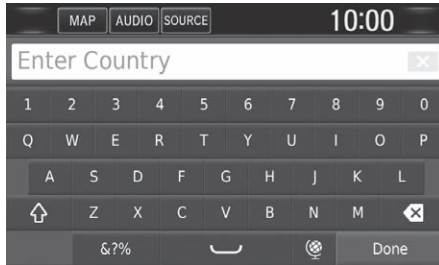 MAP AUDIO SOURCE 10:00
Enter Country
1 2 3 4 5 6 7 8 9 0
Q W E R T Y U I O P
A S D F G H J K L
Z X C V B N M
&?% Done